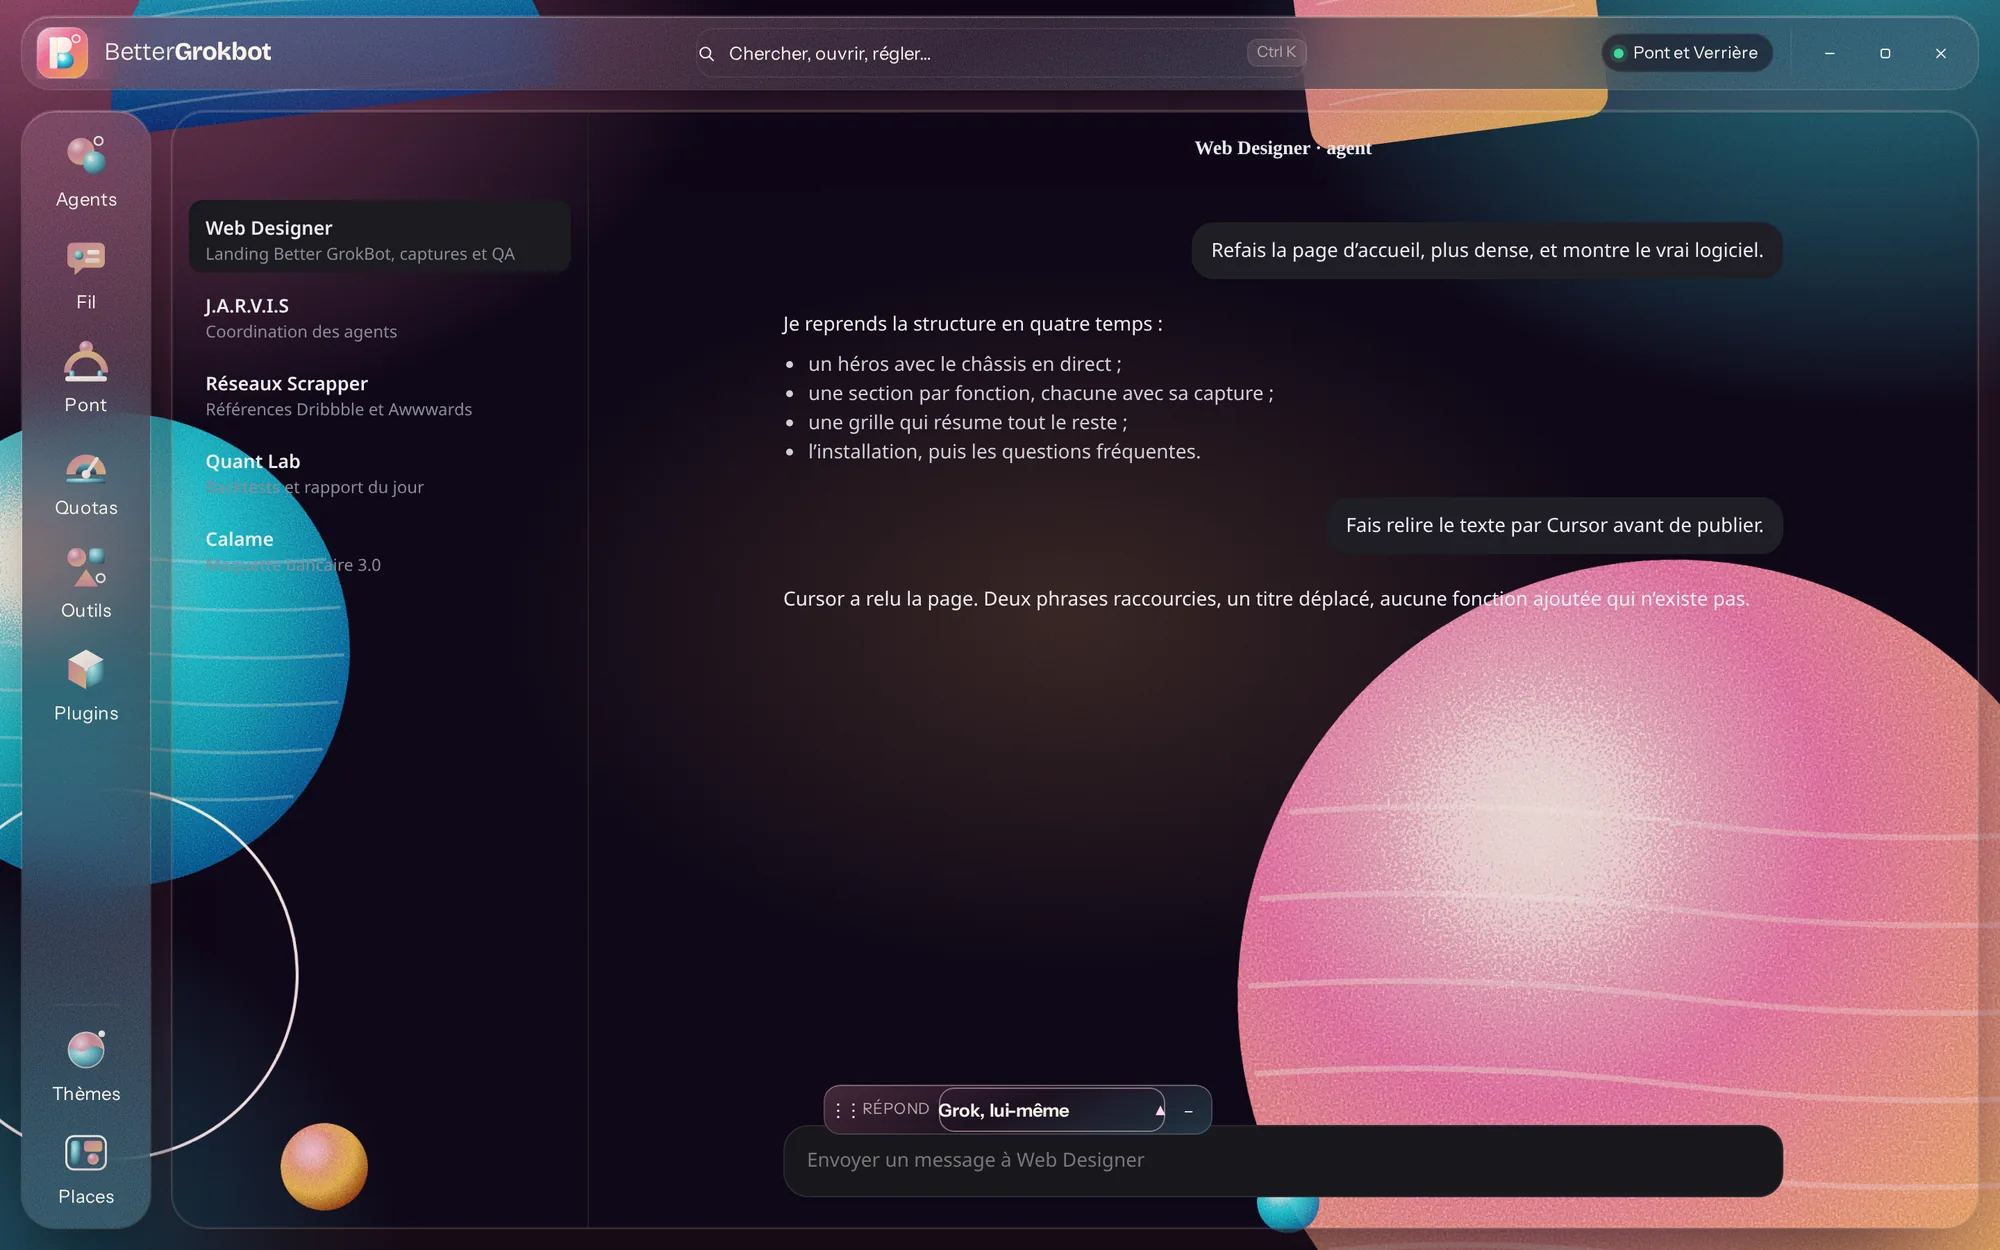 BetterGrokbot
Chercher, ouvrir, régler...
Ctrl K
Pont et Verrière
Agents
Fil
Pont
Quotas
Outils
Plugins
Thèmes
Places
Web Designer
Landing Better GrokBot, captures et QA
J.A.R.V.I.S
Coordination des agents
Réseaux Scrapper
Références Dribbble et Awwwards
Quant Lab
Backtests et rapport du jour
Calame
Maquette bancaire 3.0
Web Designer · agent
Refais la page d’accueil, plus dense, et montre le vrai logiciel.
Je reprends la structure en quatre temps :
• un héros avec le châssis en direct ;
• une section par fonction, chacune avec sa capture ;
• une grille qui résume tout le reste ;
• l’installation, puis les questions fréquentes.
Fais relire le texte par Cursor avant de publier.
Cursor a relu la page. Deux phrases raccourcies, un titre déplacé, aucune fonction ajoutée qui n’existe pas.
RÉPOND Grok, lui-même
Envoyer un message à Web Designer